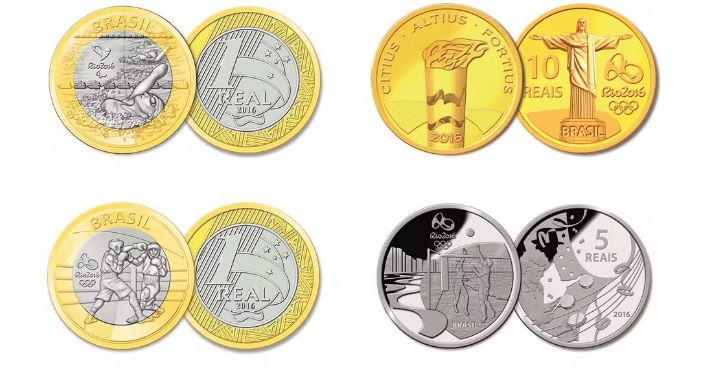 BRASIL
Rio2016
1
REAL
2016
CITIUS · ALTIUS · FORTIUS
2016
10
REAIS
Rio2016
BRASIL
BRASIL
Rio2016
1
REAL
2016
Rio2016
BRASIL
5
REAIS
2016